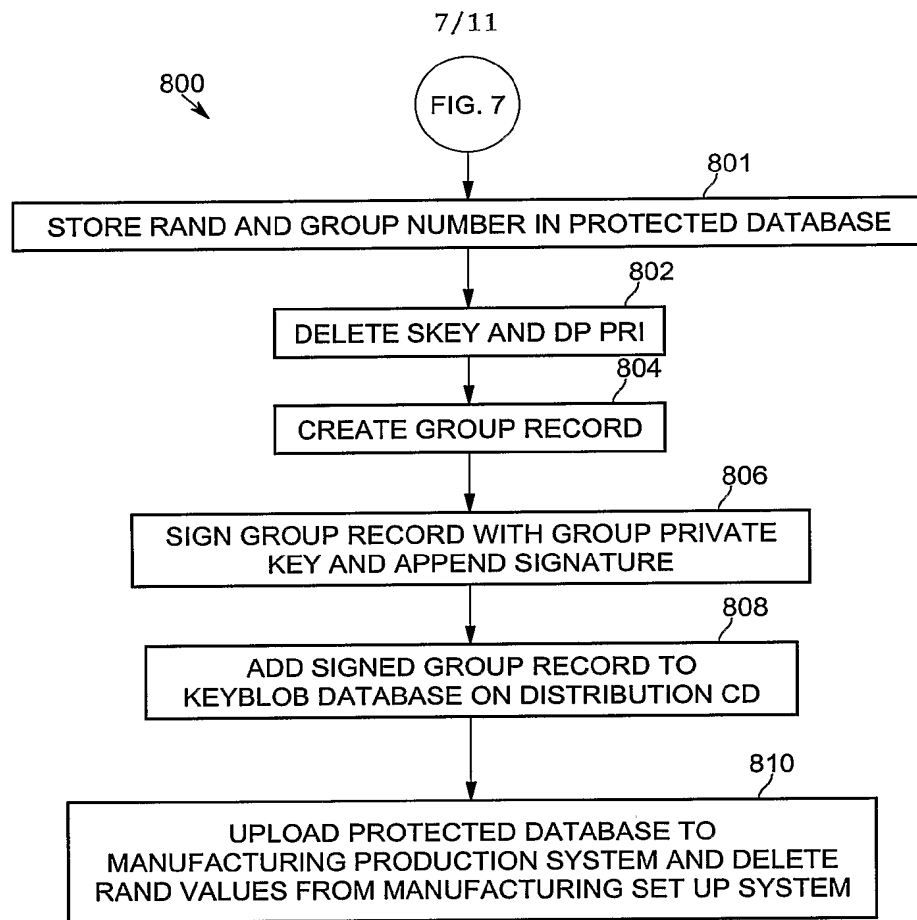 7/11
800
FIG. 7
801
STORE RAND AND GROUP NUMBER IN PROTECTED DATABASE
802
DELETE SKEY AND DP PRI
804
CREATE GROUP RECORD
806
SIGN GROUP RECORD WITH GROUP PRIVATE
KEY AND APPEND SIGNATURE
808
ADD SIGNED GROUP RECORD TO
KEYBLOB DATABASE ON DISTRIBUTION CD
810
UPLOAD PROTECTED DATABASE TO
MANUFACTURING PRODUCTION SYSTEM AND DELETE
RAND VALUES FROM MANUFACTURING SET UP SYSTEM